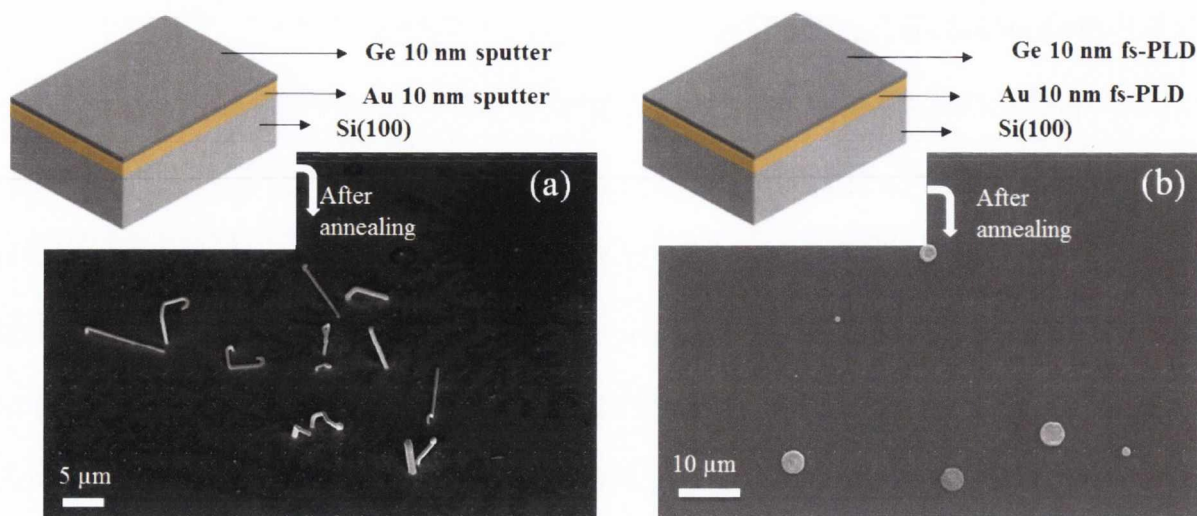 Ge 10 nm sputter
Au 10 nm sputter
Si(100)
After
annealing
(a)
5 µm
Ge 10 nm fs-PLD
Au 10 nm fs-PLD
Si(100)
After
annealing
(b)
10 µm